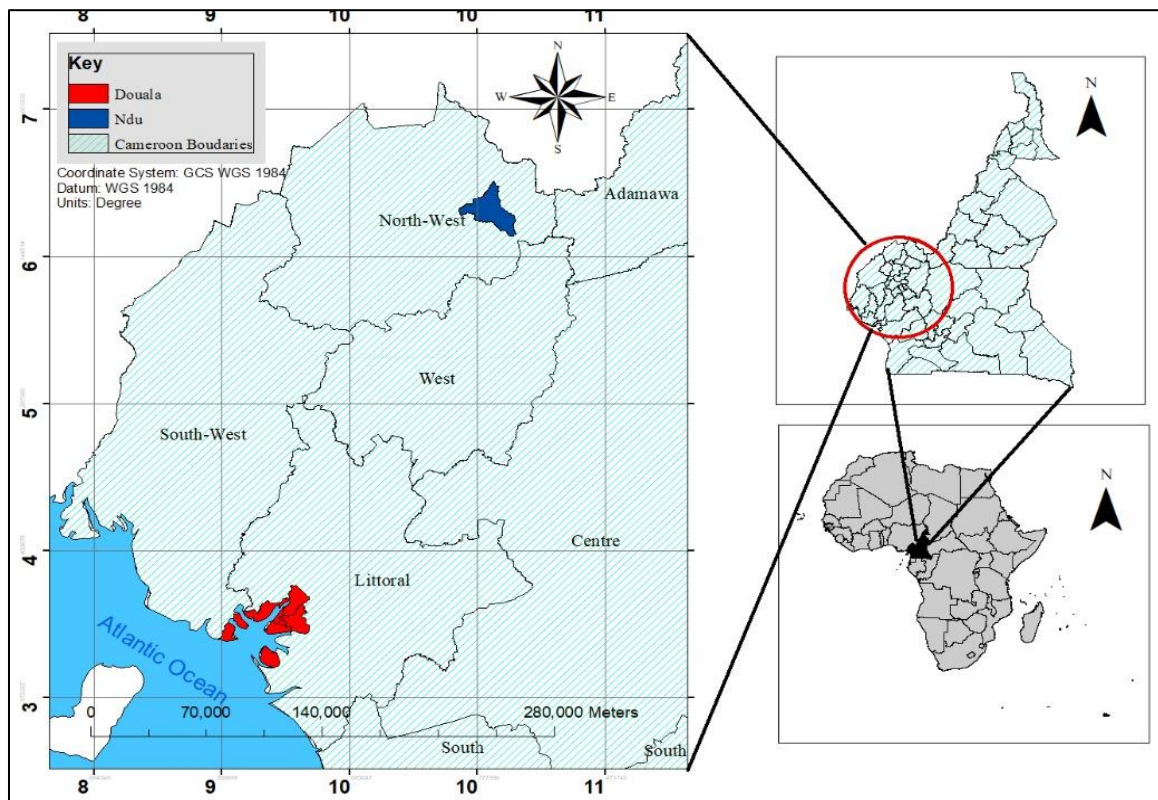 8 9 10 11
Key
Douala
Ndu
Cameroon Boudaries
Coordinate System: GCS WGS 1984
Datum: WGS 1984
Units: Degree
N
W E
S
7
6
5
4
3
Adamawa
North-West
West
South-West
Centre
Littoral
Atlantic Ocean
0 70,000 140,000 280,000 Meters
South South
8 9 10 11
N
N